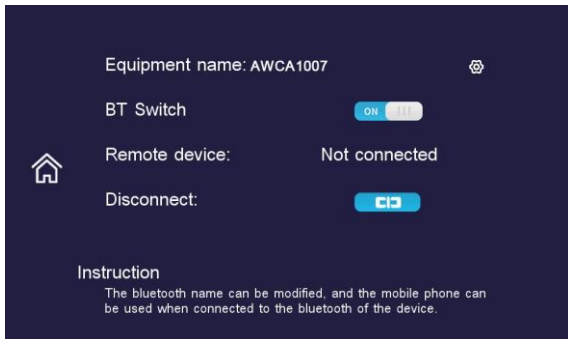 Equipment name: AWCA1007
BT Switch
ON
Remote device: Not connected
Disconnect:
Instruction
The bluetooth name can be modified, and the mobile phone can
be used when connected to the bluetooth of the device.